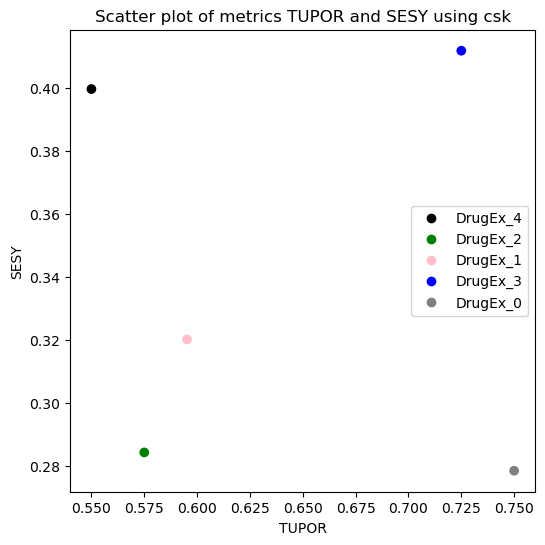 Scatter plot of metrics TUPOR and SESY using csk
SESY
0.40
0.38
0.36
0.34
0.32
0.30
0.28
DrugEx_4
DrugEx_2
DrugEx_1
DrugEx_3
DrugEx_0
0.550 0.575 0.600 0.625 0.650 0.675 0.700 0.725 0.750
TUPOR